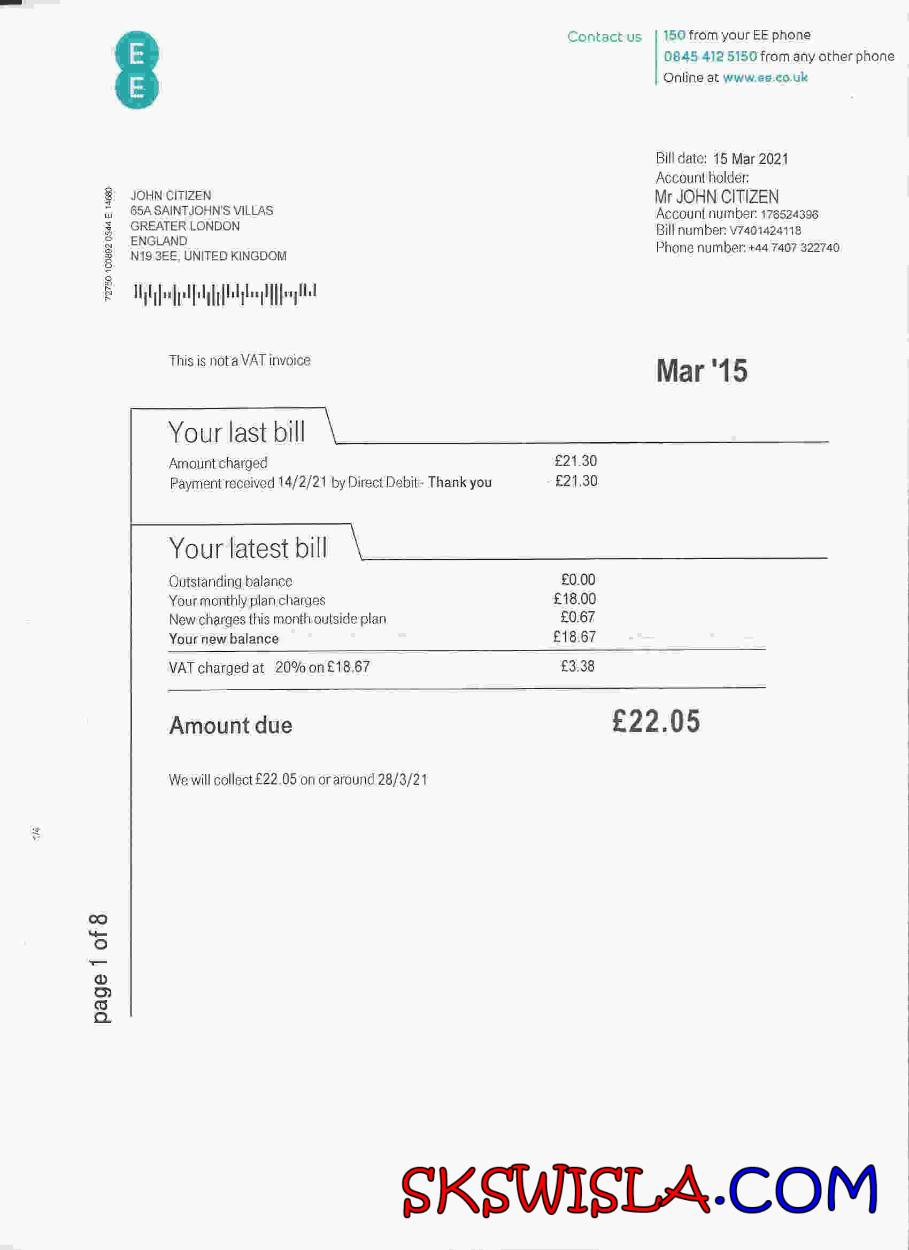 E
E
Contact us
150 from your EE phone
0845 412 5150 from any other phone
Online at www.ee.co.uk
Bill date: 15 Mar 2021
Account holder:
Mr JOHN CITIZEN
Account number: 176524396
Bill number: V7401424118
Phone number: +44 7407 322740
72750 100892 0544 E 14680
JOHN CITIZEN
65A SAINT JOHN'S VILLAS
GREATER LONDON
ENGLAND
N19 3EE, UNITED KINGDOM
This is not a VAT invoice
Mar '15
Your last bill
Amount charged £21.30
Payment received 14/2/21 by Direct Debit - Thank you - £21.30
Your latest bill
Outstanding balance £0.00
Your monthly plan charges £18.00
New charges this month outside plan £0.67
Your new balance £18.67
VAT charged at 20% on £18.67 £3.38
Amount due £22.05
We will collect £22.05 on or around 28/3/21
page 1 of 8
SKSWISLA.COM